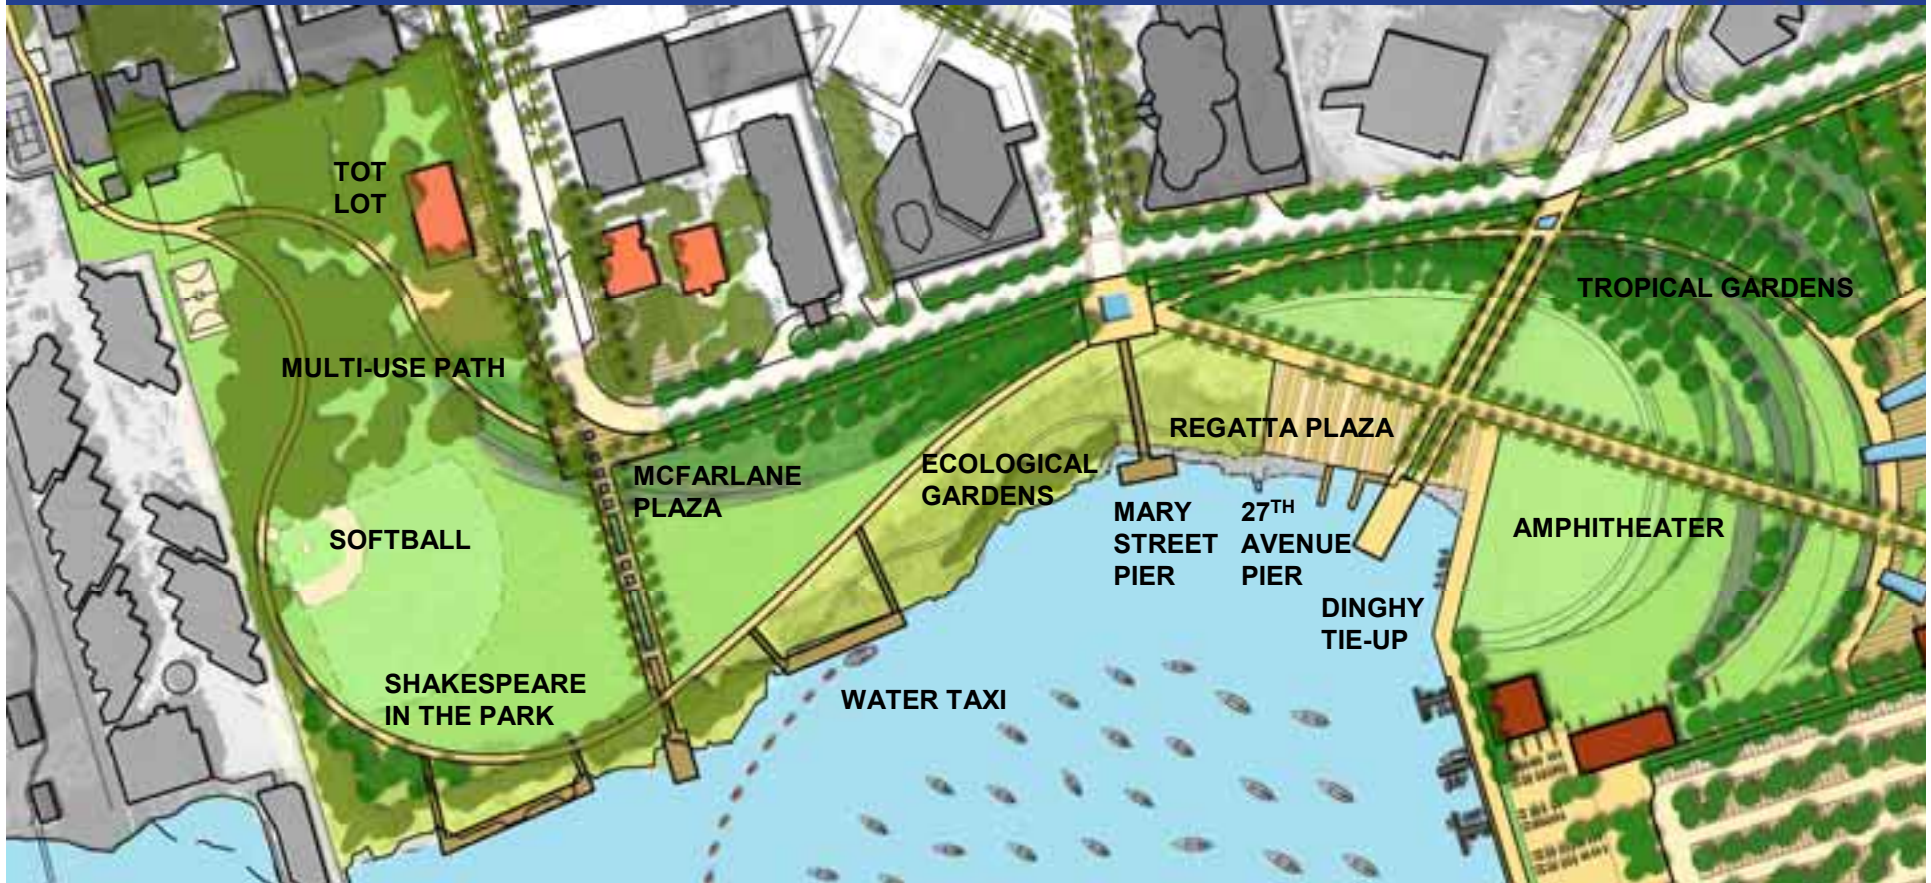 TOT
LOT
TROPICAL GARDENS
MULTI-USE PATH
REGATTA PLAZA
MCFARLANE
PLAZA
ECOLOGICAL
GARDENS
SOFTBALL
MARY
STREET
PIER
27TH
AVENUE
PIER
AMPHITHEATER
DINGHY
TIE-UP
SHAKESPEARE
IN THE PARK
WATER TAXI